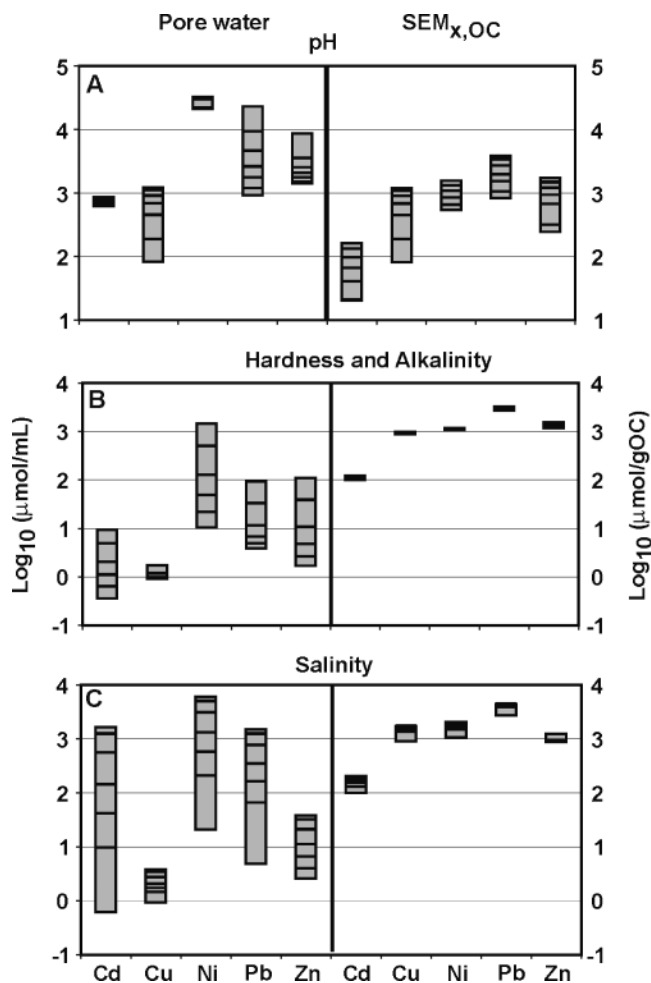 Pore water SEMx,OC
pH
A
5 5
4 4
3 3
2 2
1 1
Hardness and Alkalinity
B
4 4
3 3
2 2
1 1
0 0
-1 -1
Log10 (μmol/mL)
Log10 (μmol/gOC)
Salinity
C
4 4
3 3
2 2
1 1
0 0
-1 -1
Cd Cu Ni Pb Zn Cd Cu Ni Pb Zn